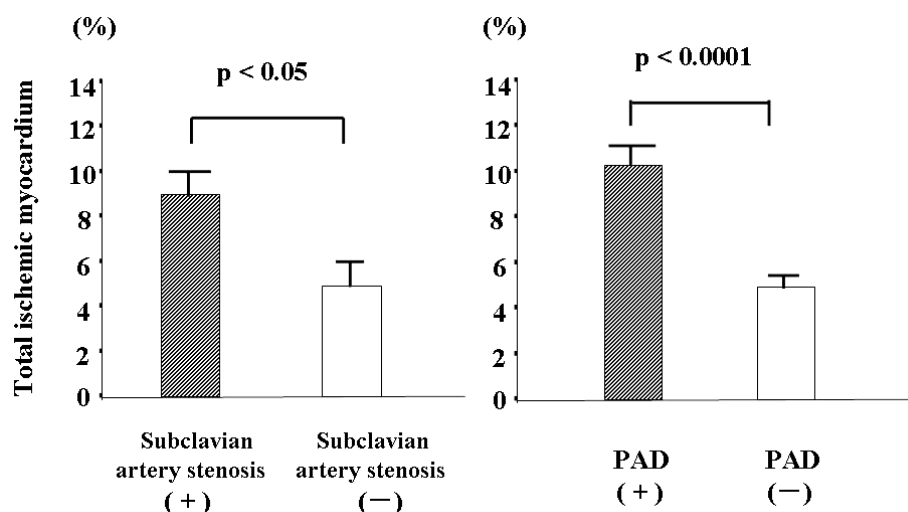 (%)
p < 0.05
14
12
10
8
6
4
2
0
Total ischemic myocardium
Subclavian
artery stenosis
(+)
Subclavian
artery stenosis
(−)
(%)
p < 0.0001
14
12
10
8
6
4
2
0
PAD
(+)
PAD
(−)